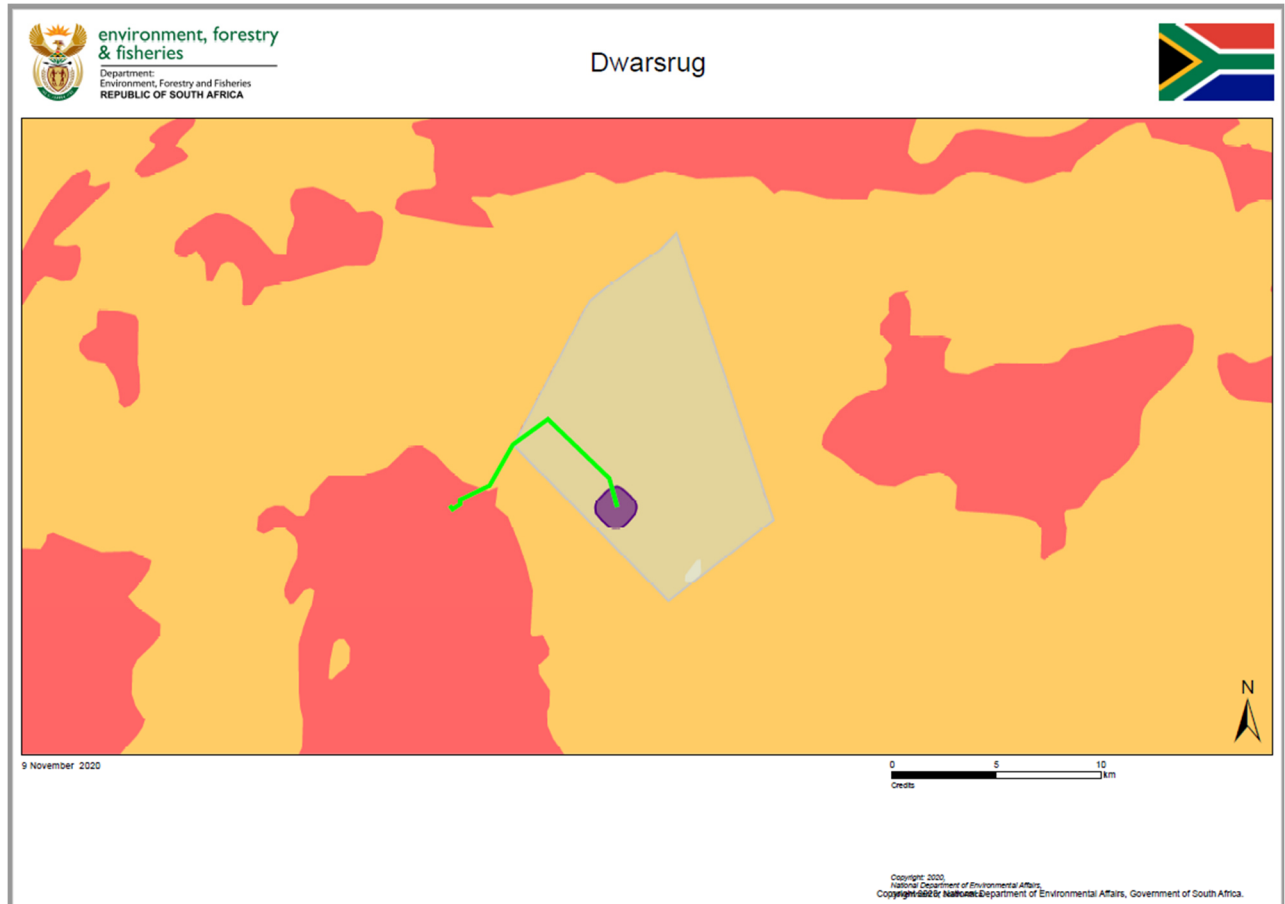 environment, forestry
& fisheries
Department:
Environment, Forestry and Fisheries
REPUBLIC OF SOUTH AFRICA
Dwarsrug
N
9 November 2020
0 5 10
km
Credits
Copyright: 2020,
National Department of Environmental Affairs,
Department of Environmental Affairs, Government of South Africa.